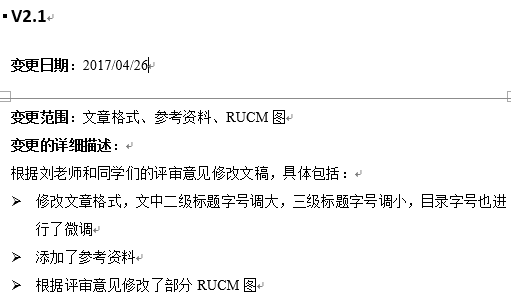 V2.1
变更日期：2017/04/26
变更范围：文章格式、参考资料、RUCM 图
变更的详细描述：
根据刘老师和同学们的评审意见修改文稿，具体包括：
➢ 修改文章格式，文中二级标题字号调大，三级标题字号调小，目录字号也进
行了微调
➢ 添加了参考资料
➢ 根据评审意见修改了部分 RUCM 图